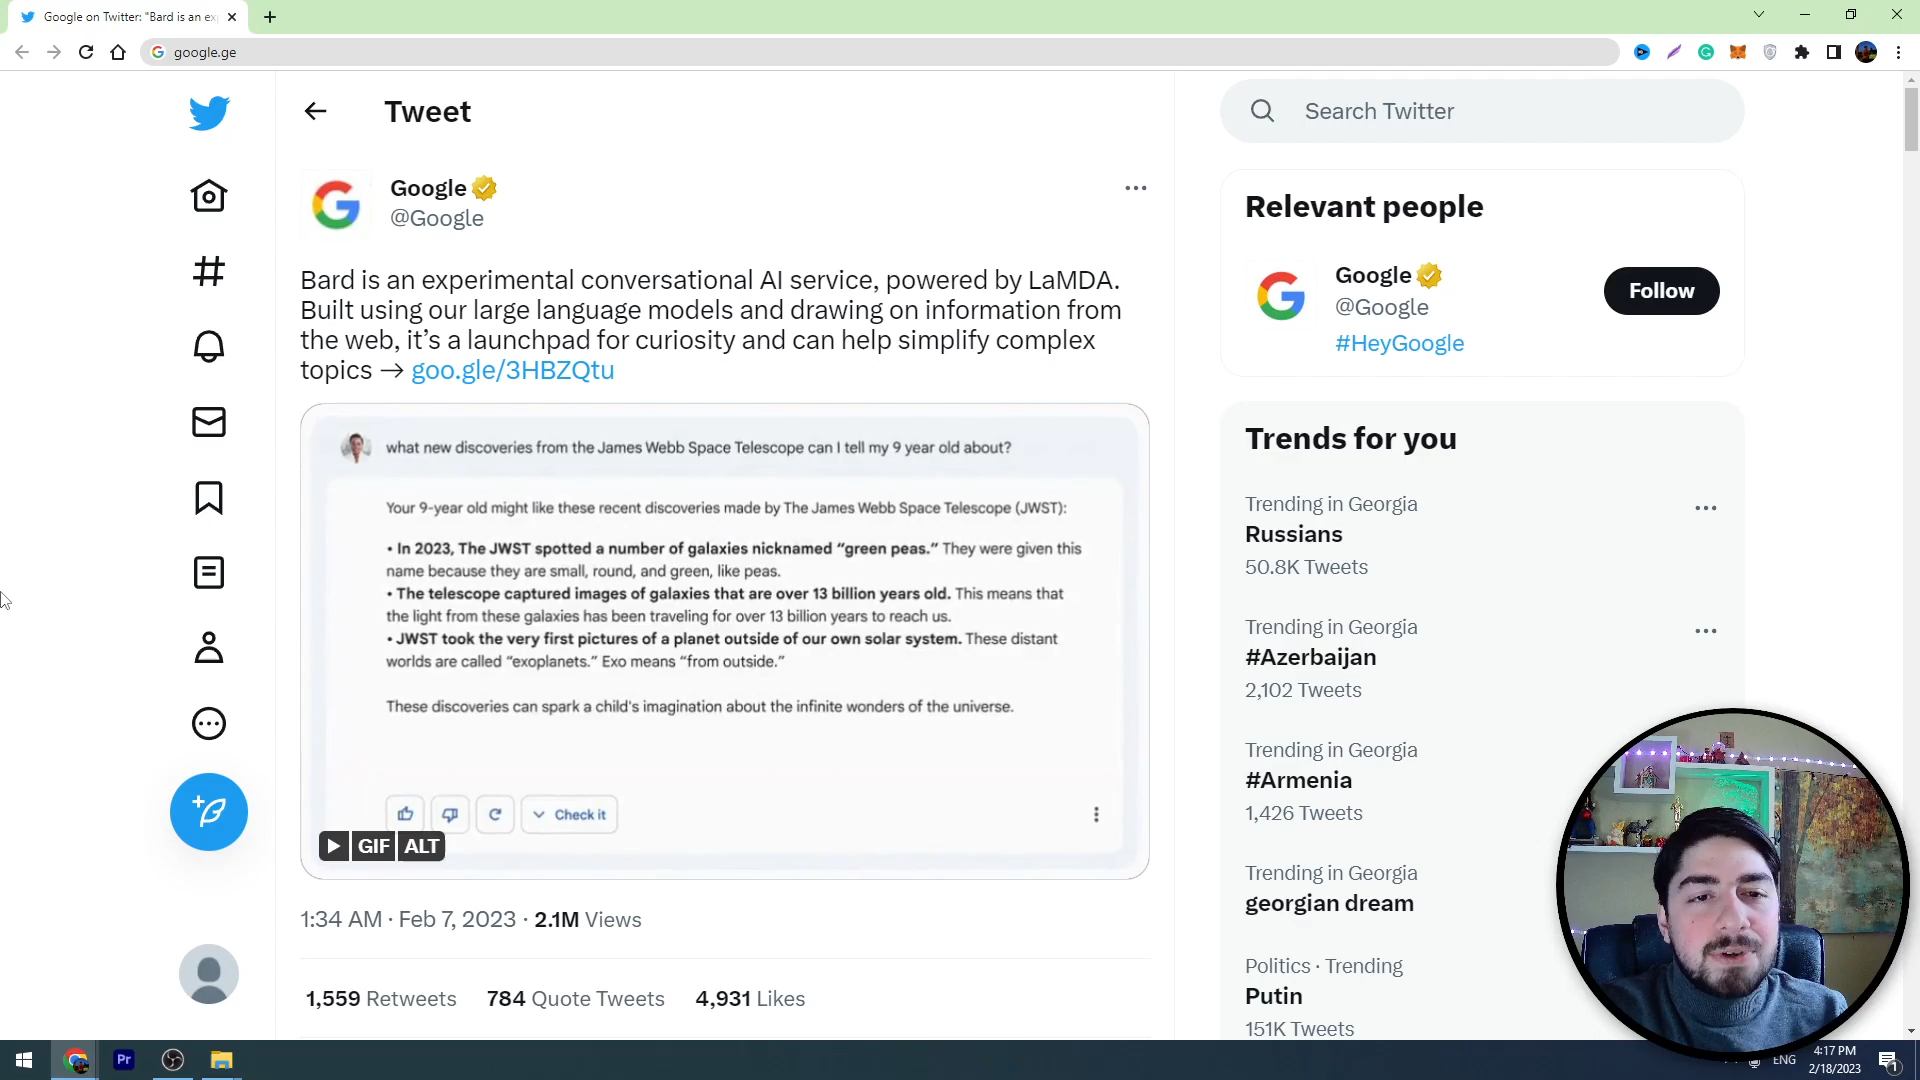 Google on Twitter: "Bard is an ex
google.ge
Tweet
Search Twitter
Google
@Google
Bard is an experimental conversational AI service, powered by LaMDA.
Built using our large language models and drawing on information from
the web, it's a launchpad for curiosity and can help simplify complex
topics → goo.gle/3HBZQtu
what new discoveries from the James Webb Space Telescope can I tell my 9 year old about?
Your 9-year old might like these recent discoveries made by The James Webb Space Telescope (JWST):
• In 2023, The JWST spotted a number of galaxies nicknamed "green peas." They were given this
name because they are small, round, and green, like peas.
• The telescope captured images of galaxies that are over 13 billion years old. This means that
the light from these galaxies has been traveling for over 13 billion years to reach us.
• JWST took the very first pictures of a planet outside of our own solar system. These distant
worlds are called "exoplanets." Exo means "from outside."
These discoveries can spark a child's imagination about the infinite wonders of the universe.
Check it
GIF ALT
1:34 AM · Feb 7, 2023 · 2.1M Views
1,559 Retweets 784 Quote Tweets 4,931 Likes
Relevant people
Google
@Google
#HeyGoogle
Follow
Trends for you
Trending in Georgia
Russians
50.8K Tweets
Trending in Georgia
#Azerbaijan
2,102 Tweets
Trending in Georgia
#Armenia
1,426 Tweets
Trending in Georgia
georgian dream
Politics · Trending
Putin
151K Tweets
Pr
ENG
4:17 PM
2/18/2023
1